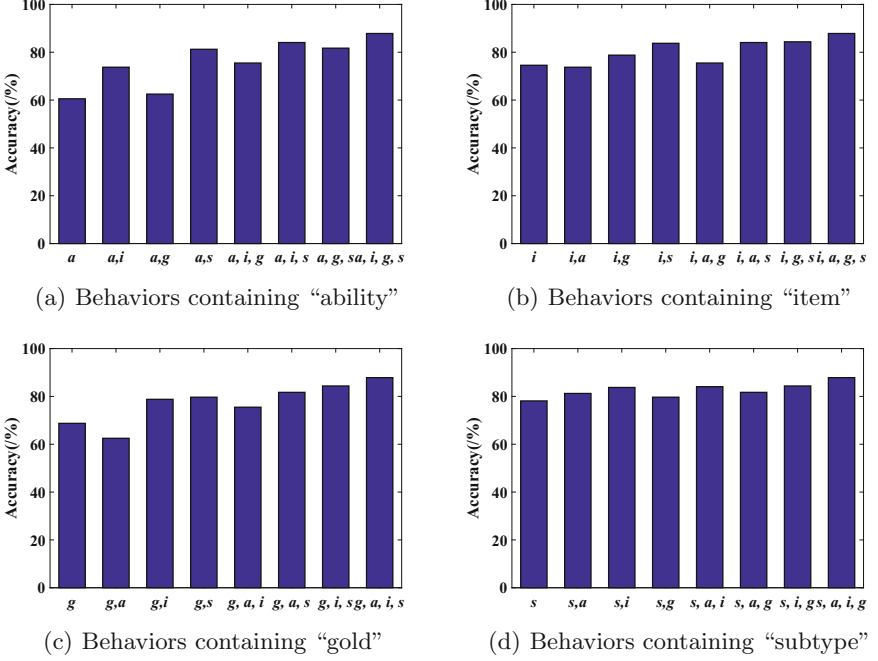 100
80
60
40
20
0
Accuracy(/%)
a a,i a,g a,s a, i, g a, i, s a, g, s a, i, g, s
(a) Behaviors containing “ability”
100
80
60
40
20
0
Accuracy(/%)
i i,a i,g i,s i, a, g i, a, s i, g, s i, a, g, s
(b) Behaviors containing “item”
100
80
60
40
20
0
Accuracy(/%)
g g,a g,i g,s g, a, i g, a, s g, i, s g, a, i, s
(c) Behaviors containing “gold”
100
80
60
40
20
0
Accuracy(/%)
s s,a s,i s,g s, a, i s, a, g s, i, g s, a, i, g
(d) Behaviors containing “subtype”